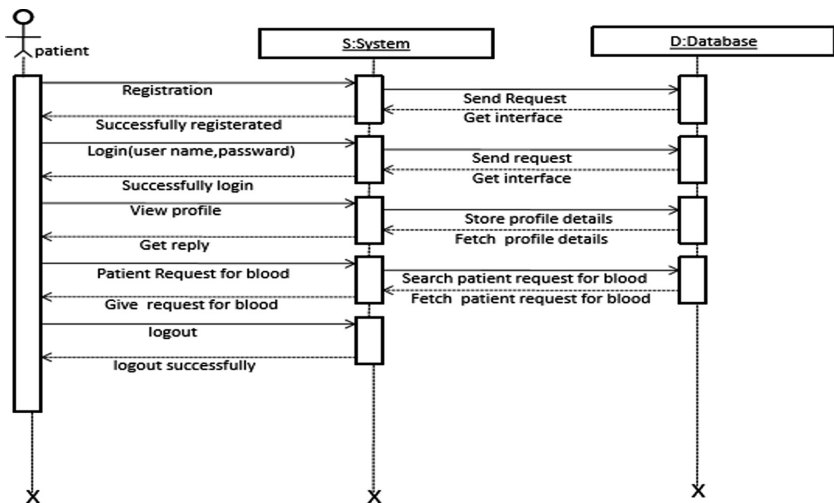 patient
S:System
D:Database
Registration
Send Request
Get interface
Successfully registerated
Login(user name,passward)
Send request
Get interface
Successfully login
View profile
Store profile details
Fetch profile details
Get reply
Patient Request for blood
Search patient request for blood
Fetch patient request for blood
Give request for blood
logout
logout successfully
X
X
X